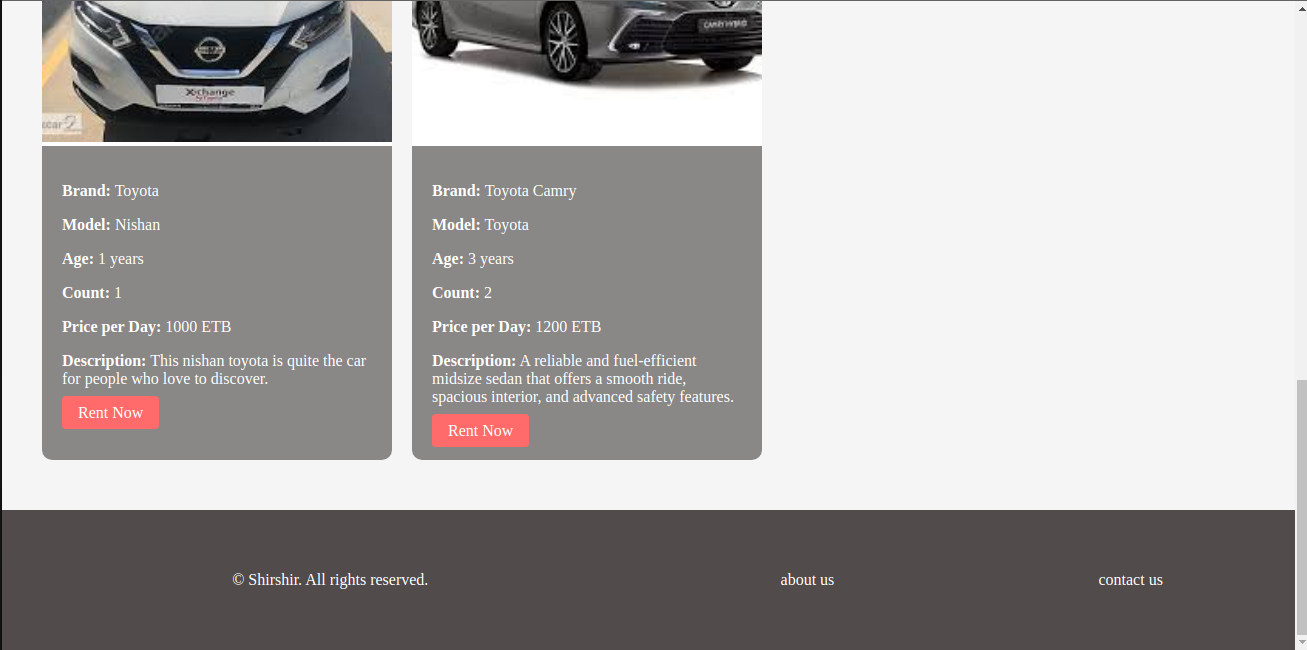 CAMRY HYBRID
X-change
xcar
Brand: Toyota
Model: Nishan
Age: 1 years
Count: 1
Price per Day: 1000 ETB
Description: This nishan toyota is quite the car
for people who love to discover.
Rent Now
Brand: Toyota Camry
Model: Toyota
Age: 3 years
Count: 2
Price per Day: 1200 ETB
Description: A reliable and fuel-efficient
midsize sedan that offers a smooth ride,
spacious interior, and advanced safety features.
Rent Now
© Shirshir. All rights reserved.
about us
contact us